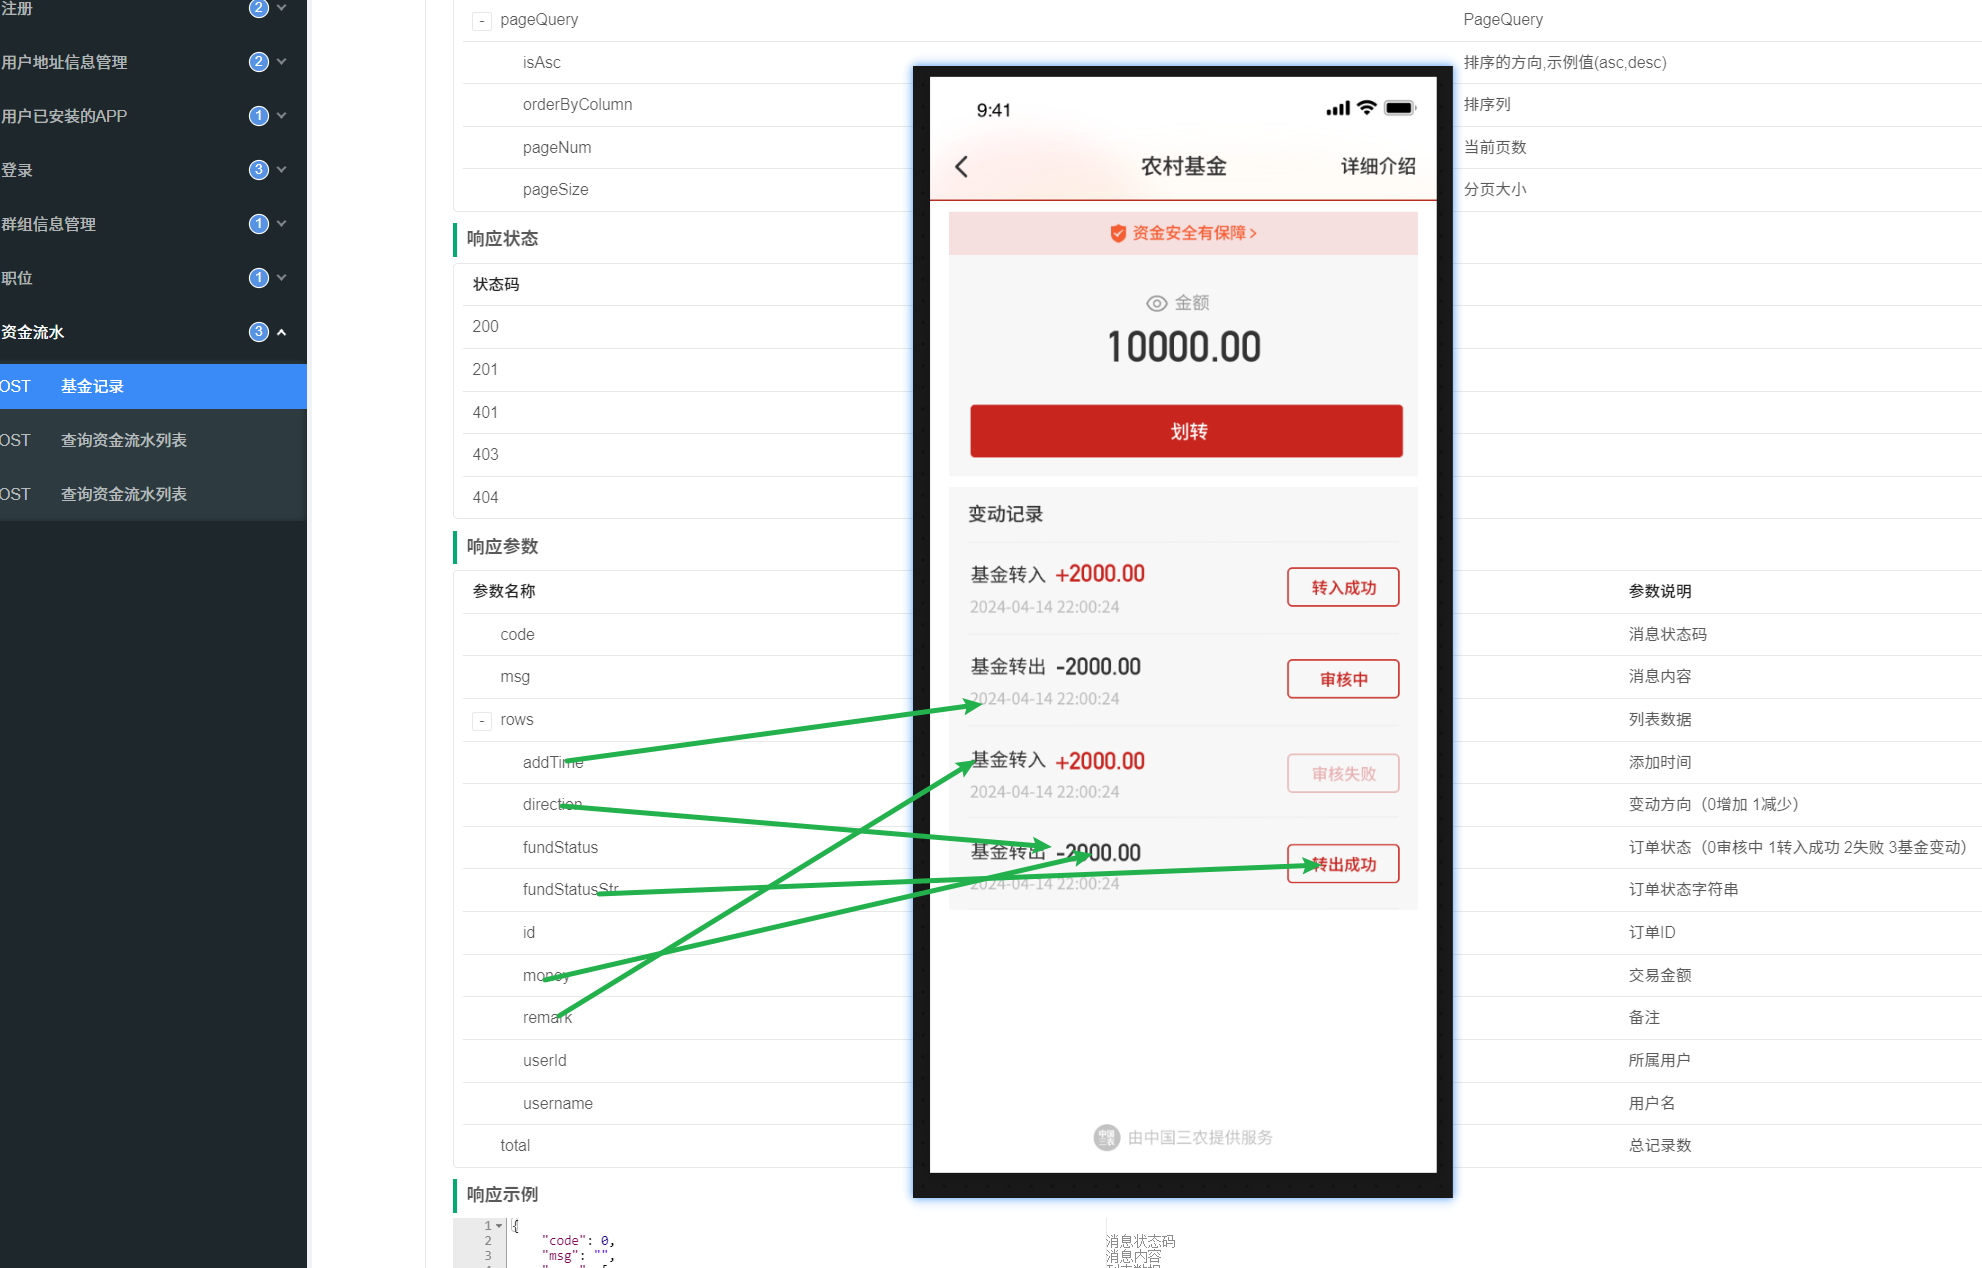 注册 2
用户地址信息管理 2
用户已安装的APP 1
登录 3
群组信息管理 1
职位 1
资金流水 3
OST 基金记录
OST 查询资金流水列表
OST 查询资金流水列表
- pageQuery PageQuery
isAsc 排序的方向,示例值(asc,desc)
orderByColumn 排序列
pageNum 当前页数
pageSize 分页大小
响应状态
状态码
200
201
401
403
404
响应参数
参数名称 参数说明
code 消息状态码
msg 消息内容
- rows 列表数据
addTime 添加时间
direction 变动方向（0增加 1减少）
fundStatus 订单状态（0审核中 1转入成功 2失败 3基金变动）
fundStatusStr 订单状态字符串
id 订单ID
money 交易金额
remark 备注
userId 所属用户
username 用户名
total 总记录数
响应示例
1 {
2 "code": 0, 消息状态码
3 "msg": "", 消息内容
9:41
农村基金 详细介绍
资金安全有保障 >
金额
10000.00
划转
变动记录
基金转入 +2000.00 转入成功
2024-04-14 22:00:24
基金转出 -2000.00 审核中
2024-04-14 22:00:24
基金转入 +2000.00 审核失败
2024-04-14 22:00:24
基金转出 -2000.00 转出成功
2024-04-14 22:00:24
中国三农 由中国三农提供服务